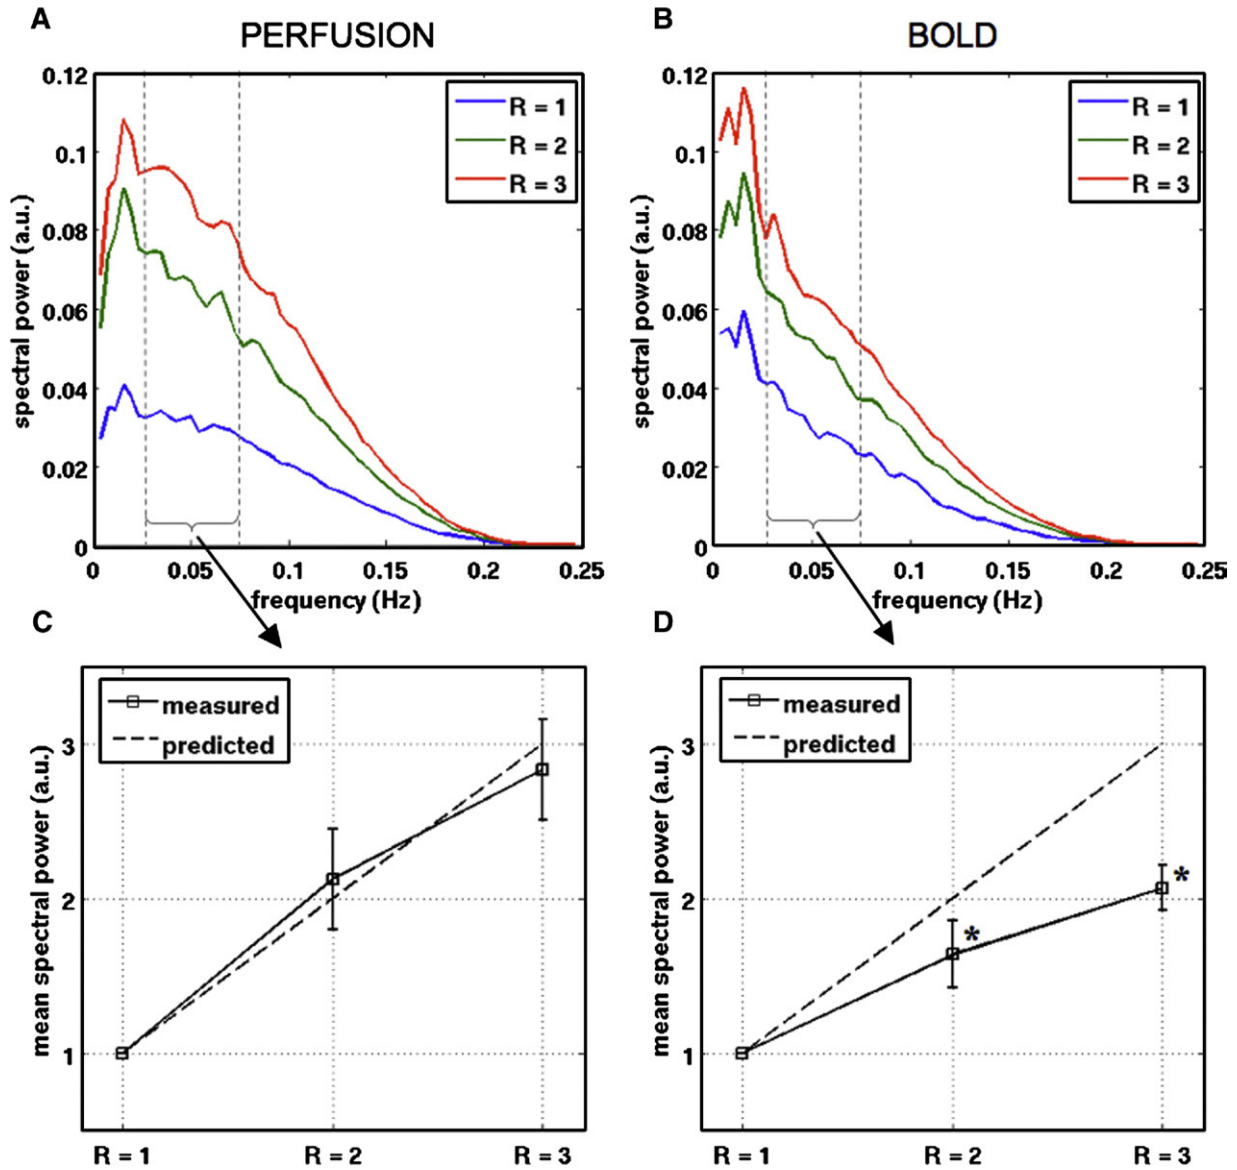 A
PERFUSION
0.12
0.1
0.08
0.06
0.04
0.02
0
spectral power (a.u.)
R = 1
R = 2
R = 3
0
0.05
0.1
0.15
0.2
0.25
frequency (Hz)
B
BOLD
0.12
0.1
0.08
0.06
0.04
0.02
0
spectral power (a.u.)
R = 1
R = 2
R = 3
0
0.05
0.1
0.15
0.2
0.25
frequency (Hz)
C
measured
predicted
3
2
1
mean spectral power (a.u.)
R = 1
R = 2
R = 3
D
measured
predicted
3
2
1
mean spectral power (a.u.)
*
*
R = 1
R = 2
R = 3